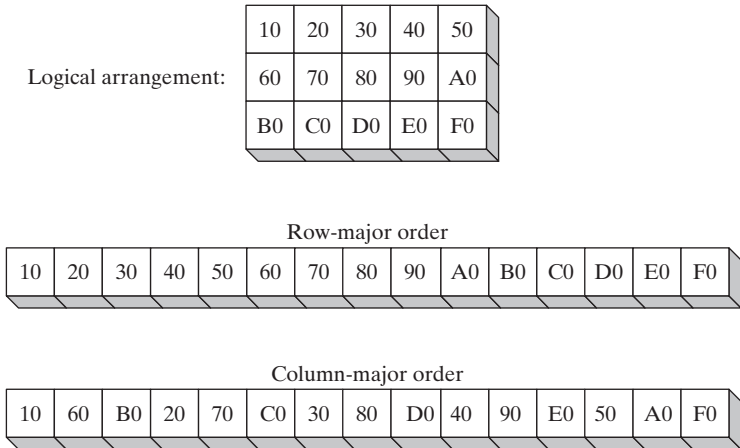 10 20 30 40 50
Logical arrangement: 60 70 80 90 A0
B0 C0 D0 E0 F0
Row-major order
10 20 30 40 50 60 70 80 90 A0 B0 C0 D0 E0 F0
Column-major order
10 60 B0 20 70 C0 30 80 D0 40 90 E0 50 A0 F0